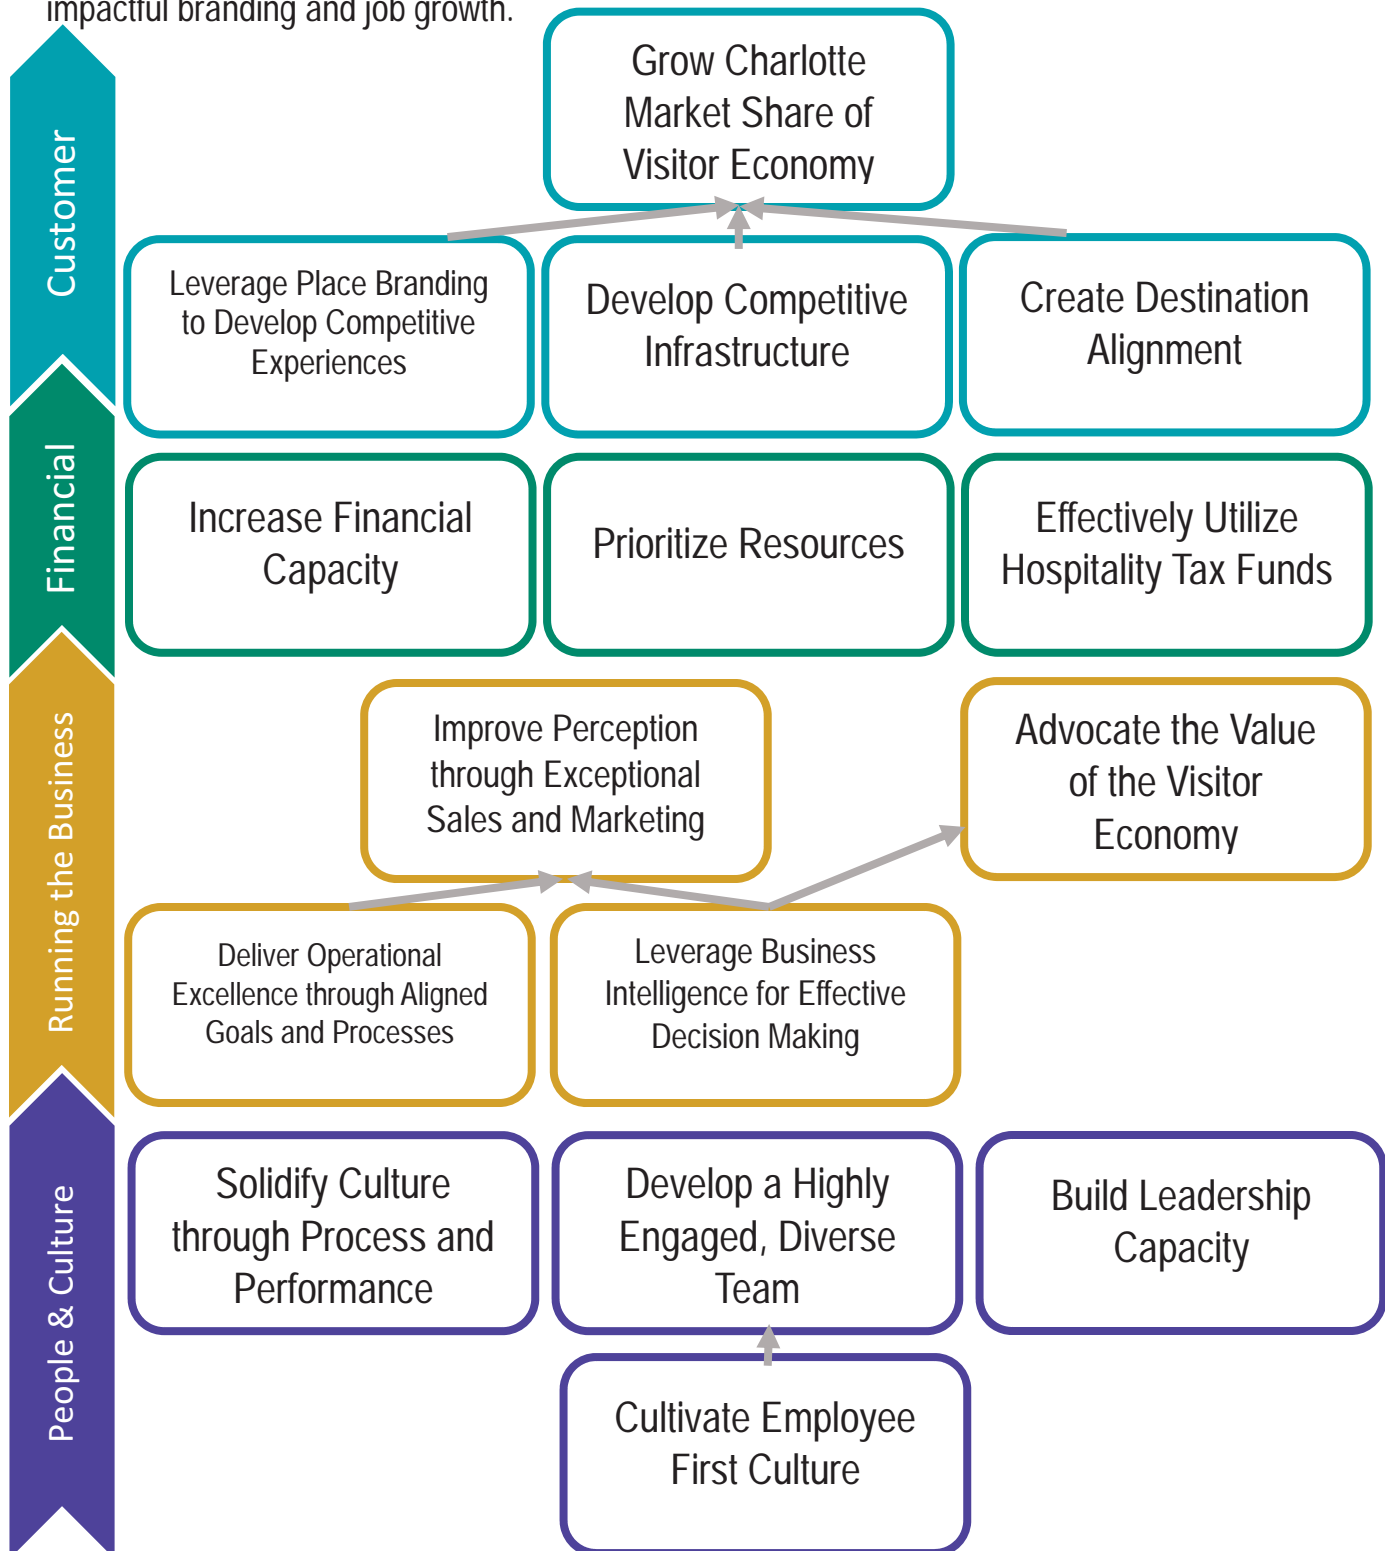 impactful branding and job growth.
Customer
Grow Charlotte
Market Share of
Visitor Economy
Leverage Place Branding
to Develop Competitive
Experiences
Develop Competitive
Infrastructure
Create Destination
Alignment
Financial
Increase Financial
Capacity
Prioritize Resources
Effectively Utilize
Hospitality Tax Funds
Running the Business
Improve Perception
through Exceptional
Sales and Marketing
Advocate the Value
of the Visitor
Economy
Deliver Operational
Excellence through Aligned
Goals and Processes
Leverage Business
Intelligence for Effective
Decision Making
People & Culture
Solidify Culture
through Process and
Performance
Develop a Highly
Engaged, Diverse
Team
Build Leadership
Capacity
Cultivate Employee
First Culture